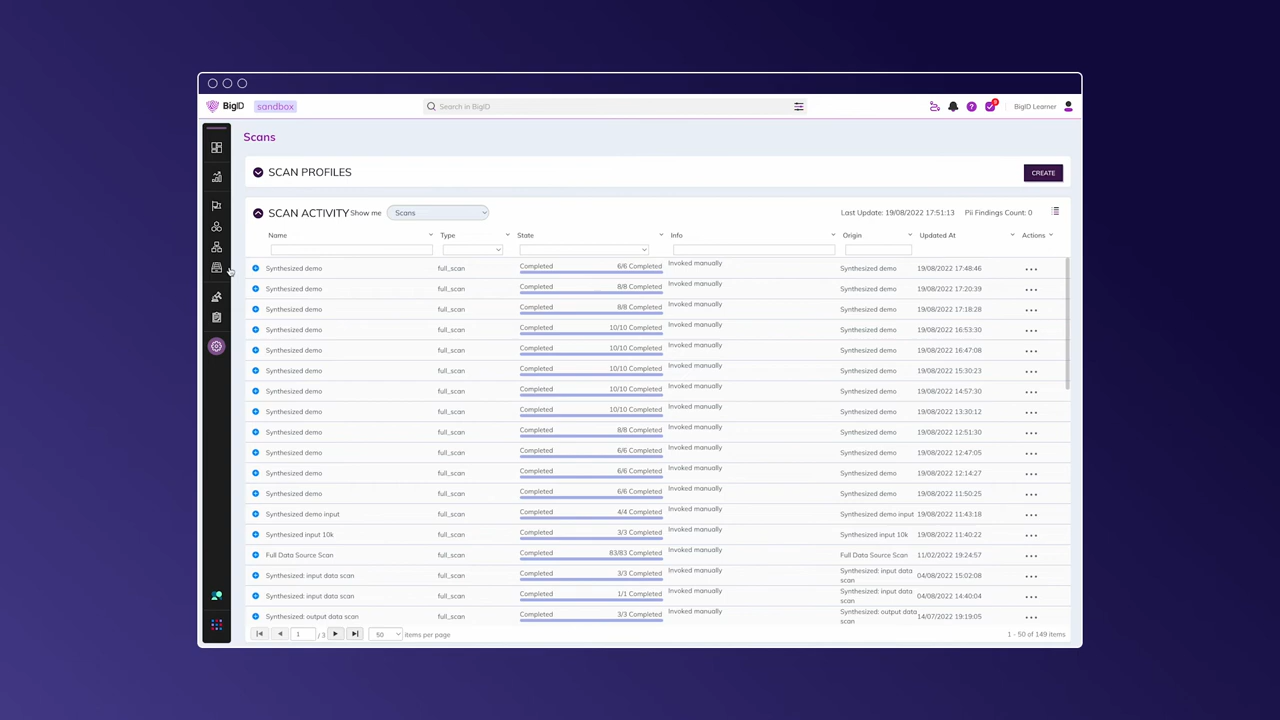 BigID sandbox Search in BigID ? 8 BigID Learner
Scans
SCAN PROFILES CREATE
SCAN ACTIVITY Show me Scans Last Update: 19/08/2022 17:51:13 Pii Findings Count: 0
Name Type State Info Origin Updated At Actions
Synthesized demo full_scan Completed 6/6 Completed Invoked manually Synthesized demo 19/08/2022 17:48:46
Synthesized demo full_scan Completed 8/8 Completed Invoked manually Synthesized demo 19/08/2022 17:20:39
Synthesized demo full_scan Completed 8/8 Completed Invoked manually Synthesized demo 19/08/2022 17:18:28
Synthesized demo full_scan Completed 10/10 Completed Invoked manually Synthesized demo 19/08/2022 16:53:30
Synthesized demo full_scan Completed 10/10 Completed Invoked manually Synthesized demo 19/08/2022 16:47:08
Synthesized demo full_scan Completed 10/10 Completed Invoked manually Synthesized demo 19/08/2022 15:30:23
Synthesized demo full_scan Completed 10/10 Completed Invoked manually Synthesized demo 19/08/2022 14:57:30
Synthesized demo full_scan Completed 10/10 Completed Invoked manually Synthesized demo 19/08/2022 13:30:12
Synthesized demo full_scan Completed 8/8 Completed Invoked manually Synthesized demo 19/08/2022 12:51:30
Synthesized demo full_scan Completed 6/6 Completed Invoked manually Synthesized demo 19/08/2022 12:47:05
Synthesized demo full_scan Completed 6/6 Completed Invoked manually Synthesized demo 19/08/2022 12:14:27
Synthesized demo full_scan Completed 6/6 Completed Invoked manually Synthesized demo 19/08/2022 11:50:25
Synthesized demo input full_scan Completed 4/4 Completed Invoked manually Synthesized demo input 19/08/2022 11:43:18
Synthesized input 10k full_scan Completed 3/3 Completed Invoked manually Synthesized input 10k 19/08/2022 11:40:22
Full Data Source Scan full_scan Completed 83/83 Completed Invoked manually Full Data Source Scan 11/02/2022 19:24:57
Synthesized: input data scan full_scan Completed 3/3 Completed Invoked manually Synthesized: input data scan 04/08/2022 15:02:08
Synthesized: input data scan full_scan Completed 1/1 Completed Invoked manually Synthesized: input data scan 04/08/2022 14:40:04
Synthesized: output data scan full_scan Completed 3/3 Completed Invoked manually Synthesized: output data scan 14/07/2022 19:19:05
1 / 3 50 items per page 1 - 50 of 149 items